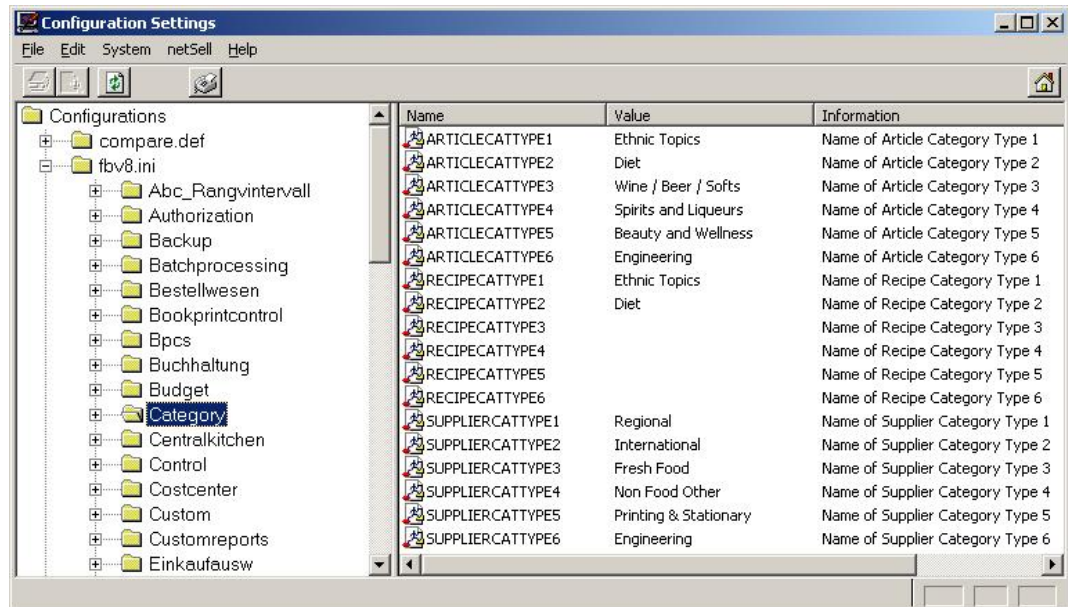 Configuration Settings
File Edit System netSell Help
Configurations
compare.def
fbv8.ini
Abc_Rangvintervall
Authorization
Backup
Batchprocessing
Bestellwesen
Bookprintcontrol
Bpcs
Buchhaltung
Budget
Category
Centralkitchen
Control
Costcenter
Custom
Customreports
Einkaufausw
Name Value Information
ARTICLECATTYPE1 Ethnic Topics Name of Article Category Type 1
ARTICLECATTYPE2 Diet Name of Article Category Type 2
ARTICLECATTYPE3 Wine / Beer / Softs Name of Article Category Type 3
ARTICLECATTYPE4 Spirits and Liqueurs Name of Article Category Type 4
ARTICLECATTYPE5 Beauty and Wellness Name of Article Category Type 5
ARTICLECATTYPE6 Engineering Name of Article Category Type 6
RECIPECATTYPE1 Ethnic Topics Name of Recipe Category Type 1
RECIPECATTYPE2 Diet Name of Recipe Category Type 2
RECIPECATTYPE3 Name of Recipe Category Type 3
RECIPECATTYPE4 Name of Recipe Category Type 4
RECIPECATTYPE5 Name of Recipe Category Type 5
RECIPECATTYPE6 Name of Recipe Category Type 6
SUPPLIERCATTYPE1 Regional Name of Supplier Category Type 1
SUPPLIERCATTYPE2 International Name of Supplier Category Type 2
SUPPLIERCATTYPE3 Fresh Food Name of Supplier Category Type 3
SUPPLIERCATTYPE4 Non Food Other Name of Supplier Category Type 4
SUPPLIERCATTYPE5 Printing & Stationary Name of Supplier Category Type 5
SUPPLIERCATTYPE6 Engineering Name of Supplier Category Type 6